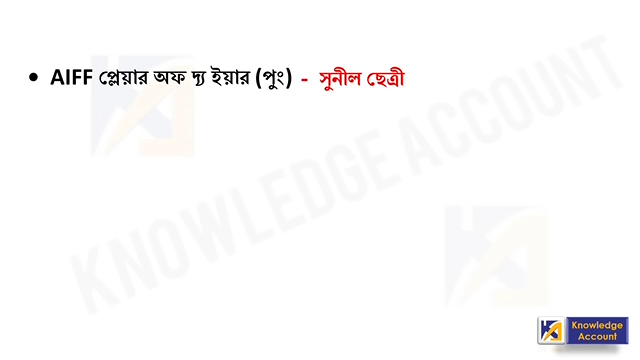 • AIFF প্লেয়ার অফ দ্য ইয়ার (পুং) - সুনীল ছেত্রী
KNOWLEDGE ACCOUNT
Knowledge
Account